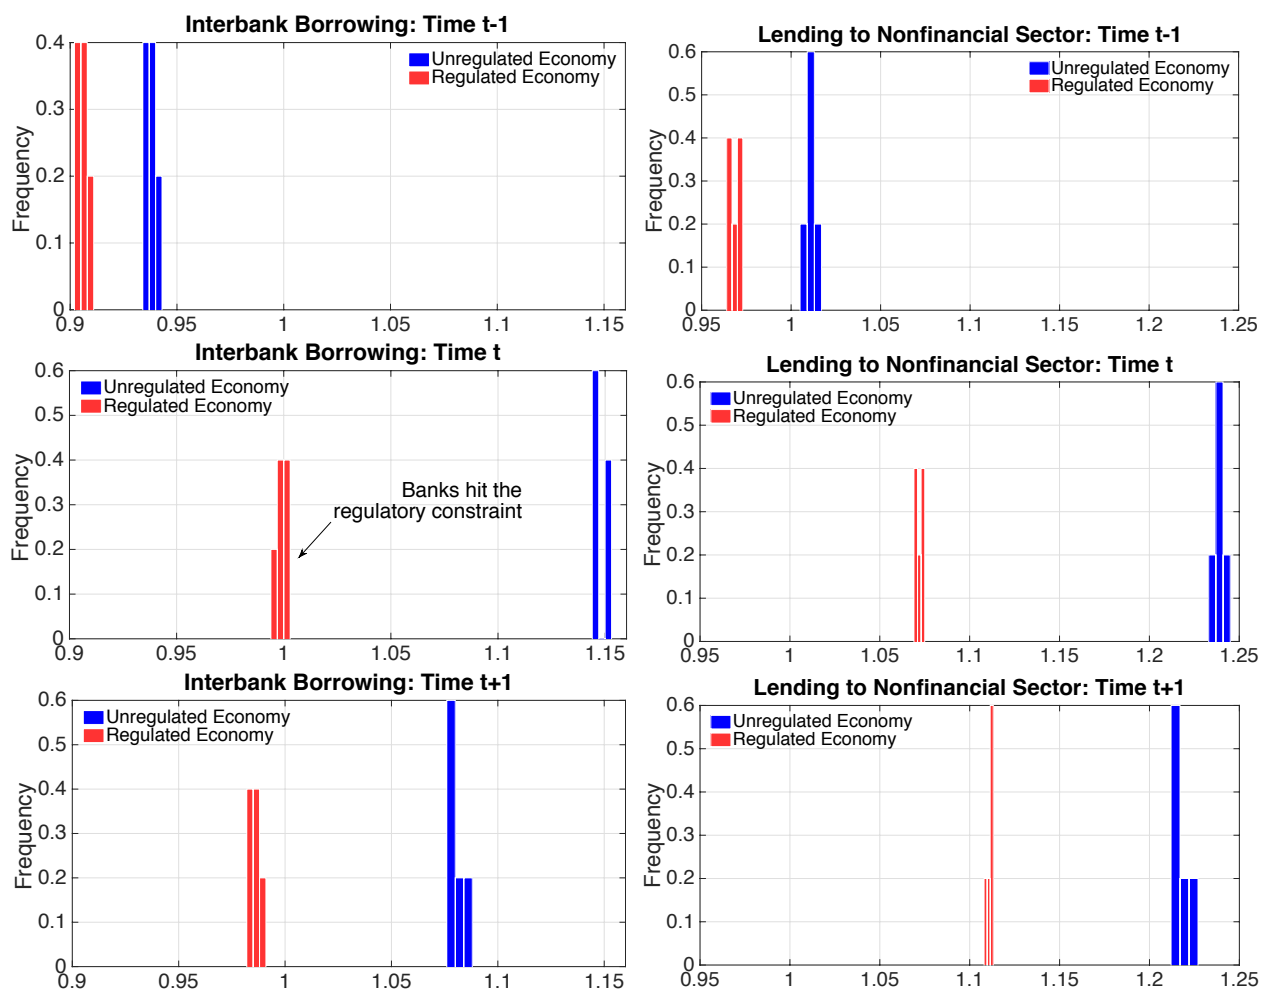 Interbank Borrowing: Time t-1
Unregulated Economy
Regulated Economy
Frequency
0.4
0.3
0.2
0.1
0
0.9 0.95 1 1.05 1.1 1.15
Lending to Nonfinancial Sector: Time t-1
Unregulated Economy
Regulated Economy
Frequency
0.6
0.5
0.4
0.3
0.2
0.1
0
0.95 1 1.05 1.1 1.15 1.2 1.25
Interbank Borrowing: Time t
Unregulated Economy
Regulated Economy
Banks hit the
regulatory constraint
Frequency
0.6
0.5
0.4
0.3
0.2
0.1
0
0.9 0.95 1 1.05 1.1 1.15
Lending to Nonfinancial Sector: Time t
Unregulated Economy
Regulated Economy
Frequency
0.6
0.5
0.4
0.3
0.2
0.1
0
0.95 1 1.05 1.1 1.15 1.2 1.25
Interbank Borrowing: Time t+1
Unregulated Economy
Regulated Economy
Frequency
0.6
0.5
0.4
0.3
0.2
0.1
0
0.9 0.95 1 1.05 1.1 1.15
Lending to Nonfinancial Sector: Time t+1
Unregulated Economy
Regulated Economy
Frequency
0.6
0.5
0.4
0.3
0.2
0.1
0
0.95 1 1.05 1.1 1.15 1.2 1.25